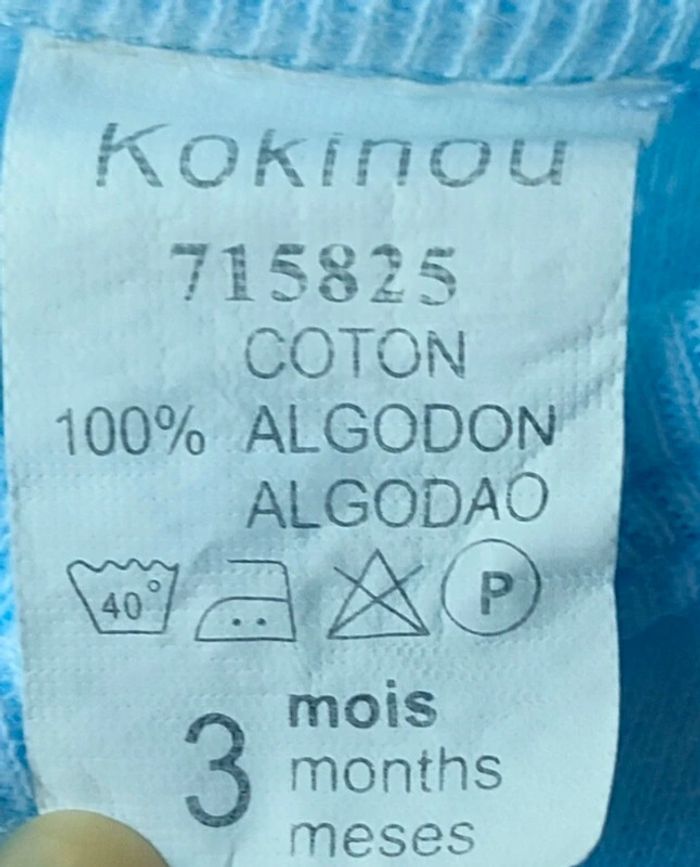 Kokinou
715825
COTON
100% ALGODON
ALGODAO
40° P
3 mois
months
meses